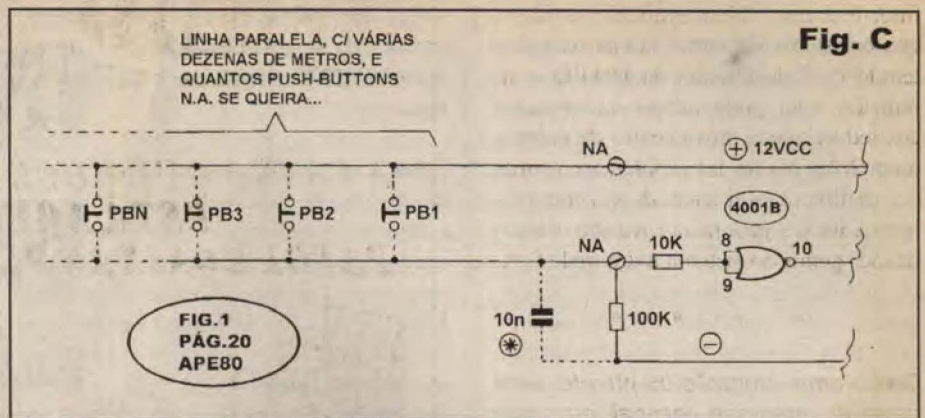 Fig. C
LINHA PARALELA, C/ VÁRIAS
DEZENAS DE METROS, E
QUANTOS PUSH-BUTTONS
N.A. SE QUEIRA...
NA
+ 12VCC
PBN
PB3
PB2
PB1
4001B
NA
10K
8
9
10
10n
100K
FIG.1
PÁG.20
APE80